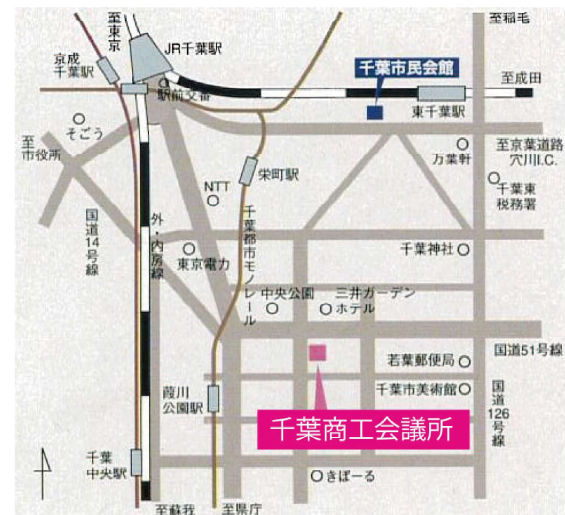 至東京
JR千葉駅
京成
千葉駅
駅前交番
そごう
至
市役所
千葉市民会館
東千葉駅
至稲毛
至成田
至京葉道路
穴川I.C.
万葉軒
千葉東
税務署
栄町駅
NTT
国道14号線
外・内房線
千葉都市モノレール
東京電力
千葉神社
中央公園
三井ガーデン
ホテル
国道51号線
若葉郵便局
千葉市美術館
国道126号線
葭川
公園駅
千葉商工会議所
千葉
中央駅
きぼーる
至蘇我
至県庁